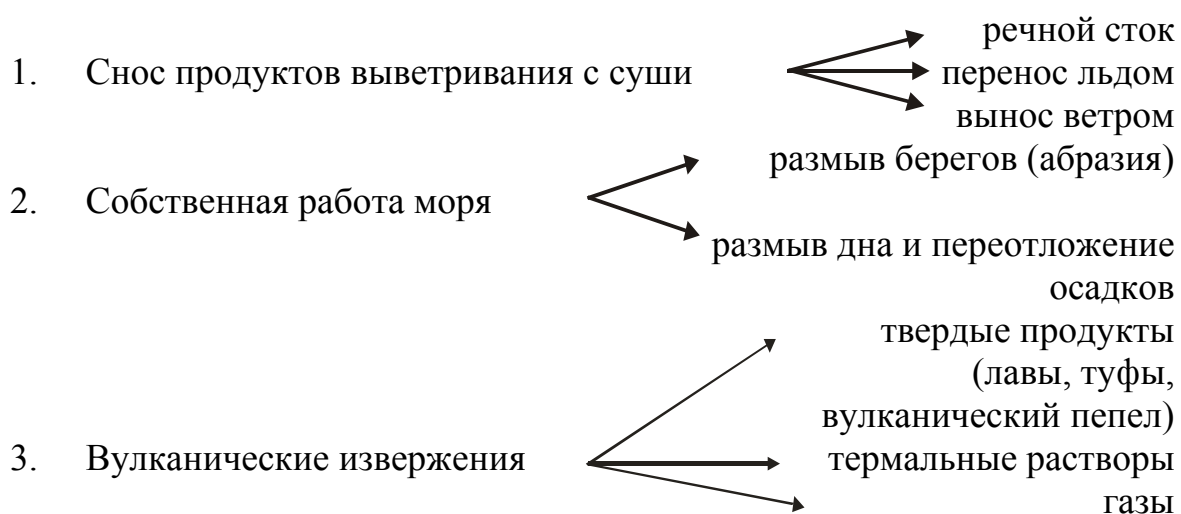 речной сток
1. Снос продуктов выветривания с суши
перенос льдом
вынос ветром
размыв берегов (абразия)
2. Собственная работа моря
размыв дна и переотложение
осадков
твердые продукты
(лавы, туфы,
вулканический пепел)
3. Вулканические извержения
термальные растворы
газы